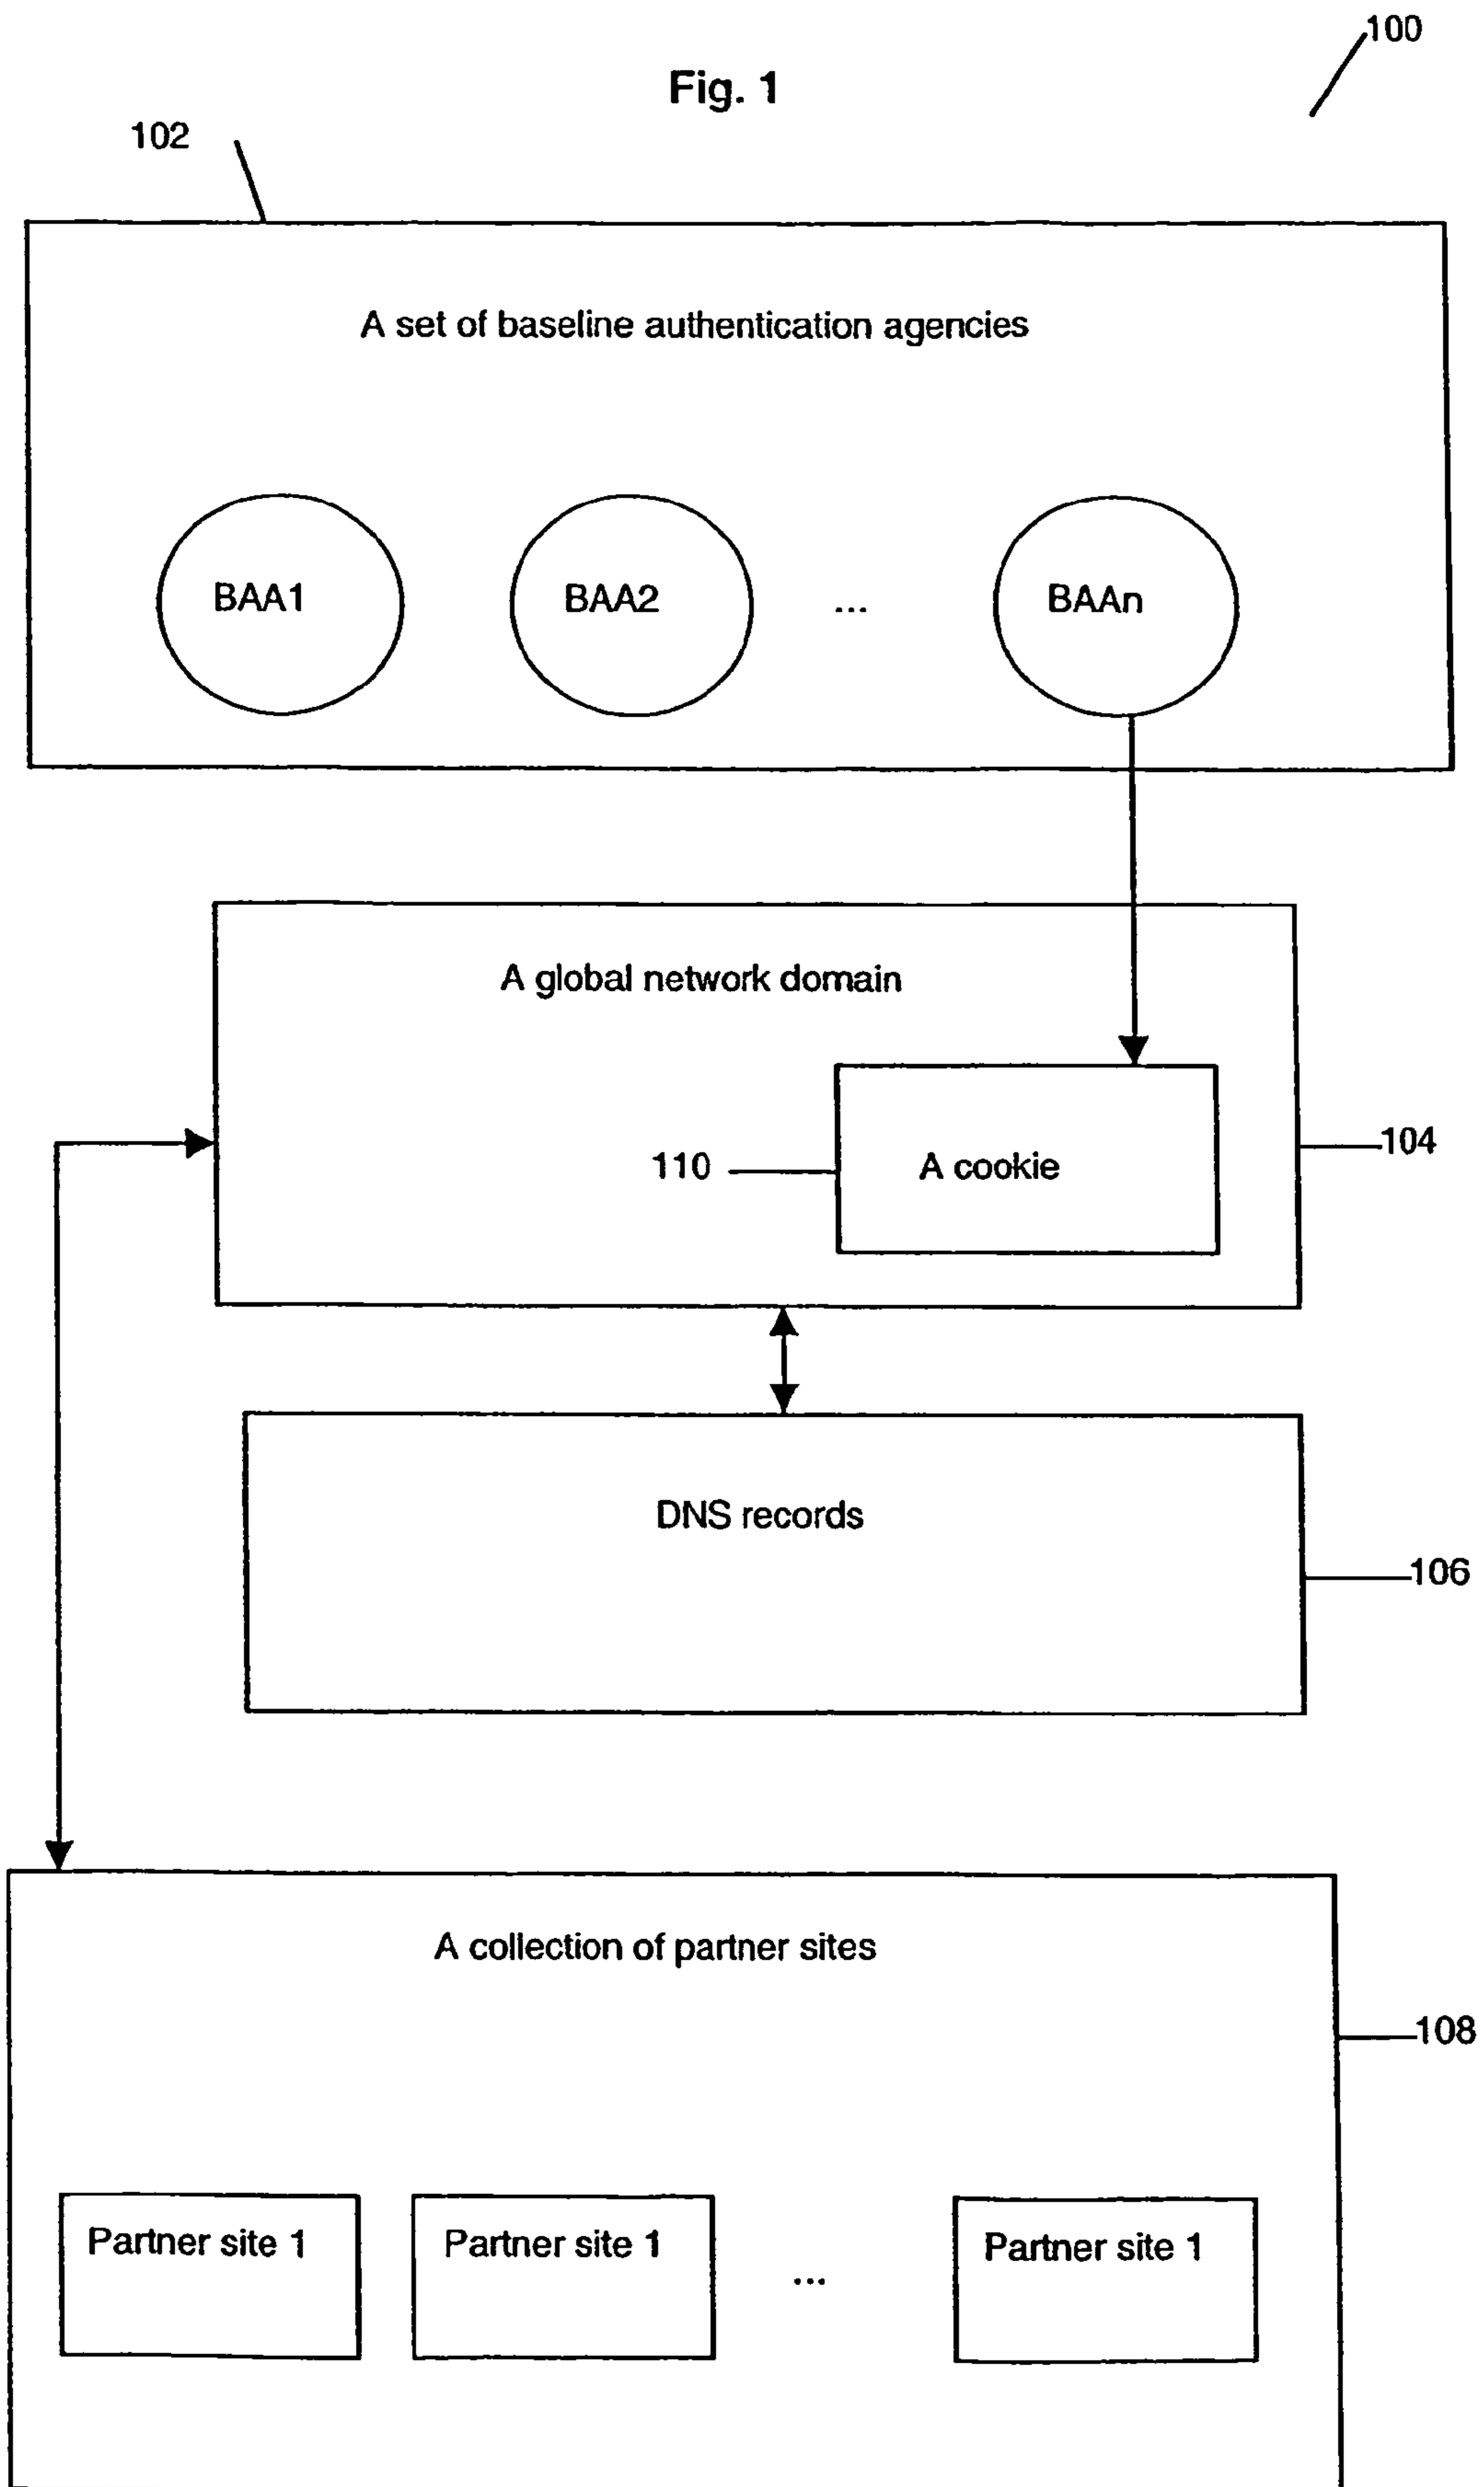 100
Fig. 1
102
A set of baseline authentication agencies
BAA1 BAA2 ... BAAn
A global network domain
104
110 A cookie
DNS records
106
A collection of partner sites
108
Partner site 1 Partner site 1 ... Partner site 1